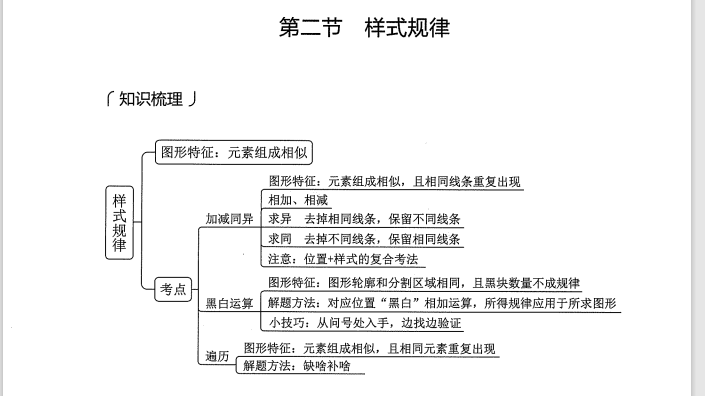 第二节 样式规律
知识梳理
样式规律
图形特征：元素组成相似
考点
加减同异
图形特征：元素组成相似，且相同线条重复出现
相加、相减
求异 去掉相同线条，保留不同线条
求同 去掉不同线条，保留相同线条
注意：位置+样式的复合考法
黑白运算
图形特征：图形轮廓和分割区域相同，且黑块数量不成规律
解题方法：对应位置“黑白”相加运算，所得规律应用于所求图形
小技巧：从问号处入手，边找边验证
遍历
图形特征：元素组成相似，且相同元素重复出现
解题方法：缺啥补啥